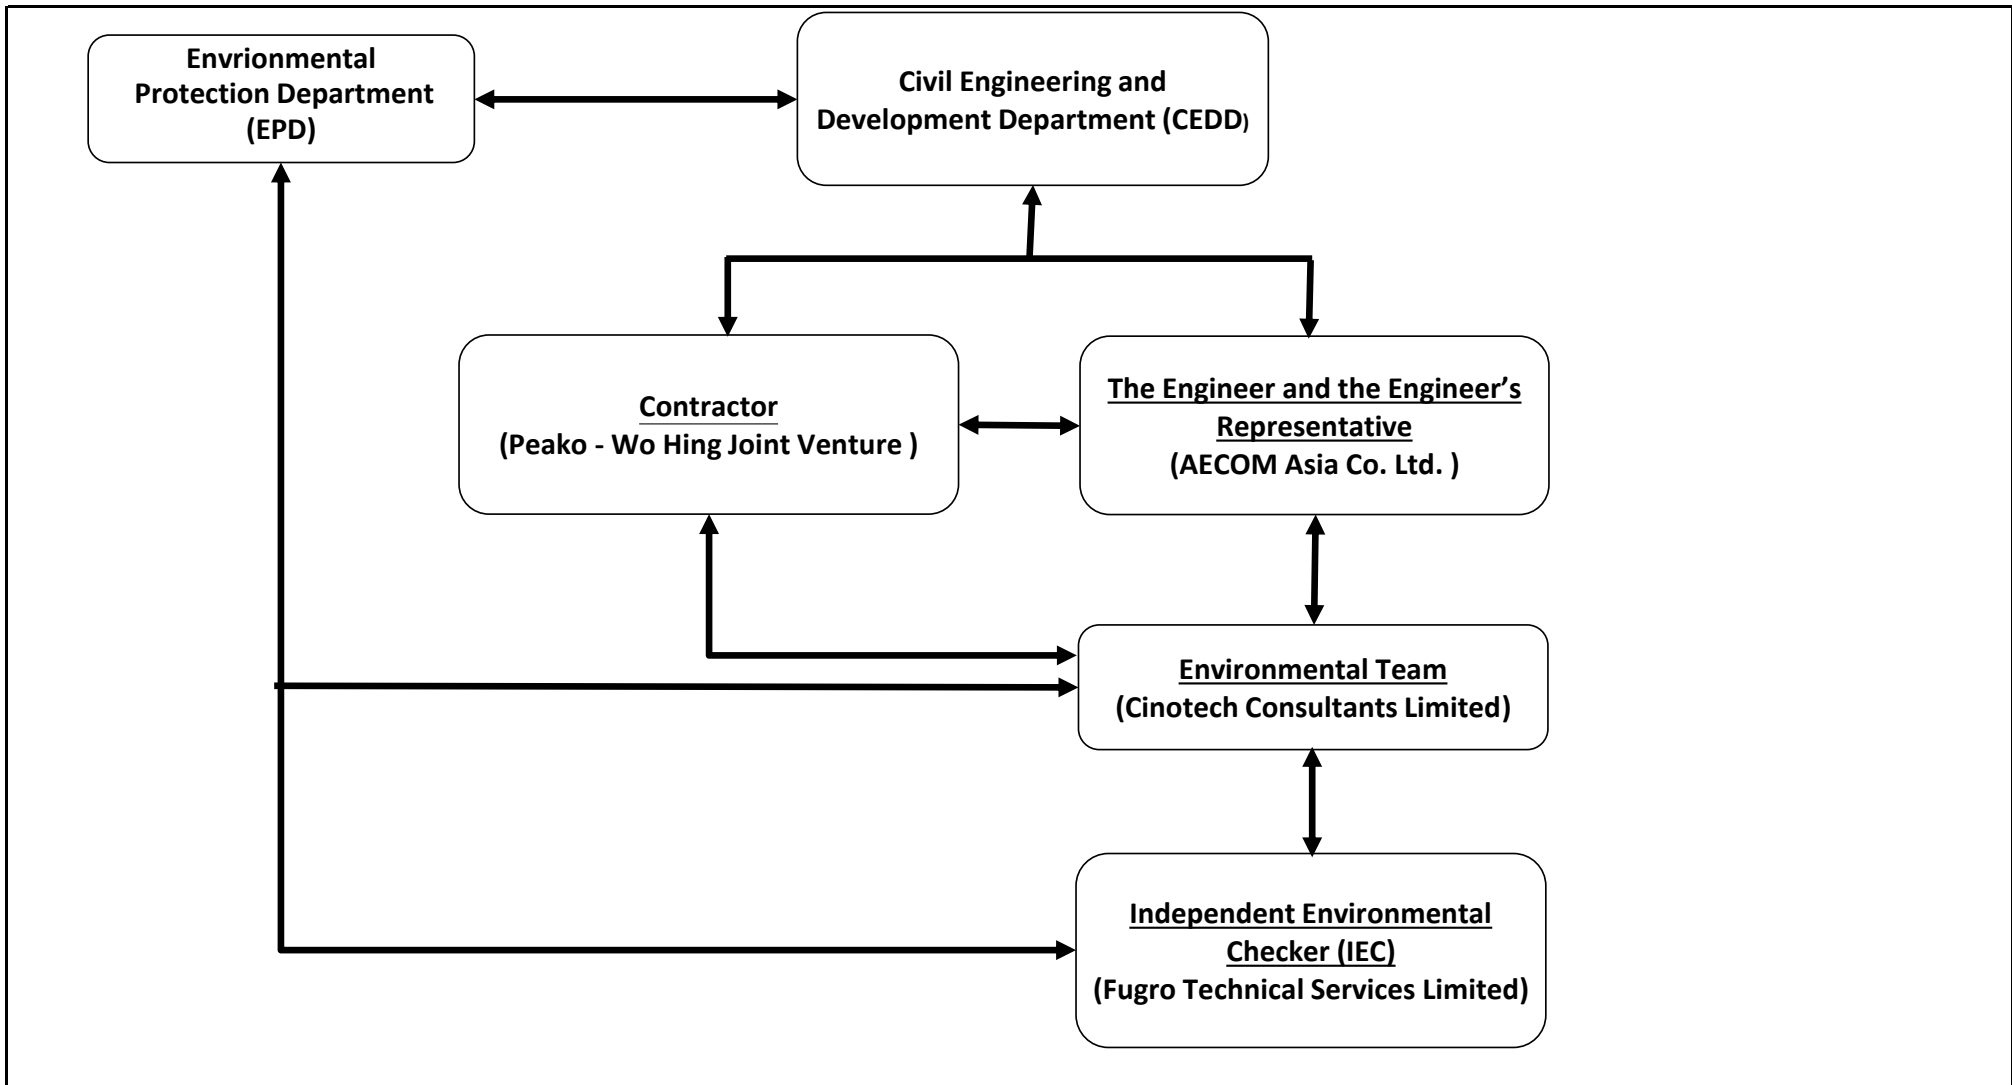 Envrionmental
Protection Department
(EPD)
Civil Engineering and
Development Department (CEDD)
Contractor
(Peako - Wo Hing Joint Venture )
The Engineer and the Engineer’s
Representative
(AECOM Asia Co. Ltd. )
Environmental Team
(Cinotech Consultants Limited)
Independent Environmental
Checker (IEC)
(Fugro Technical Services Limited)